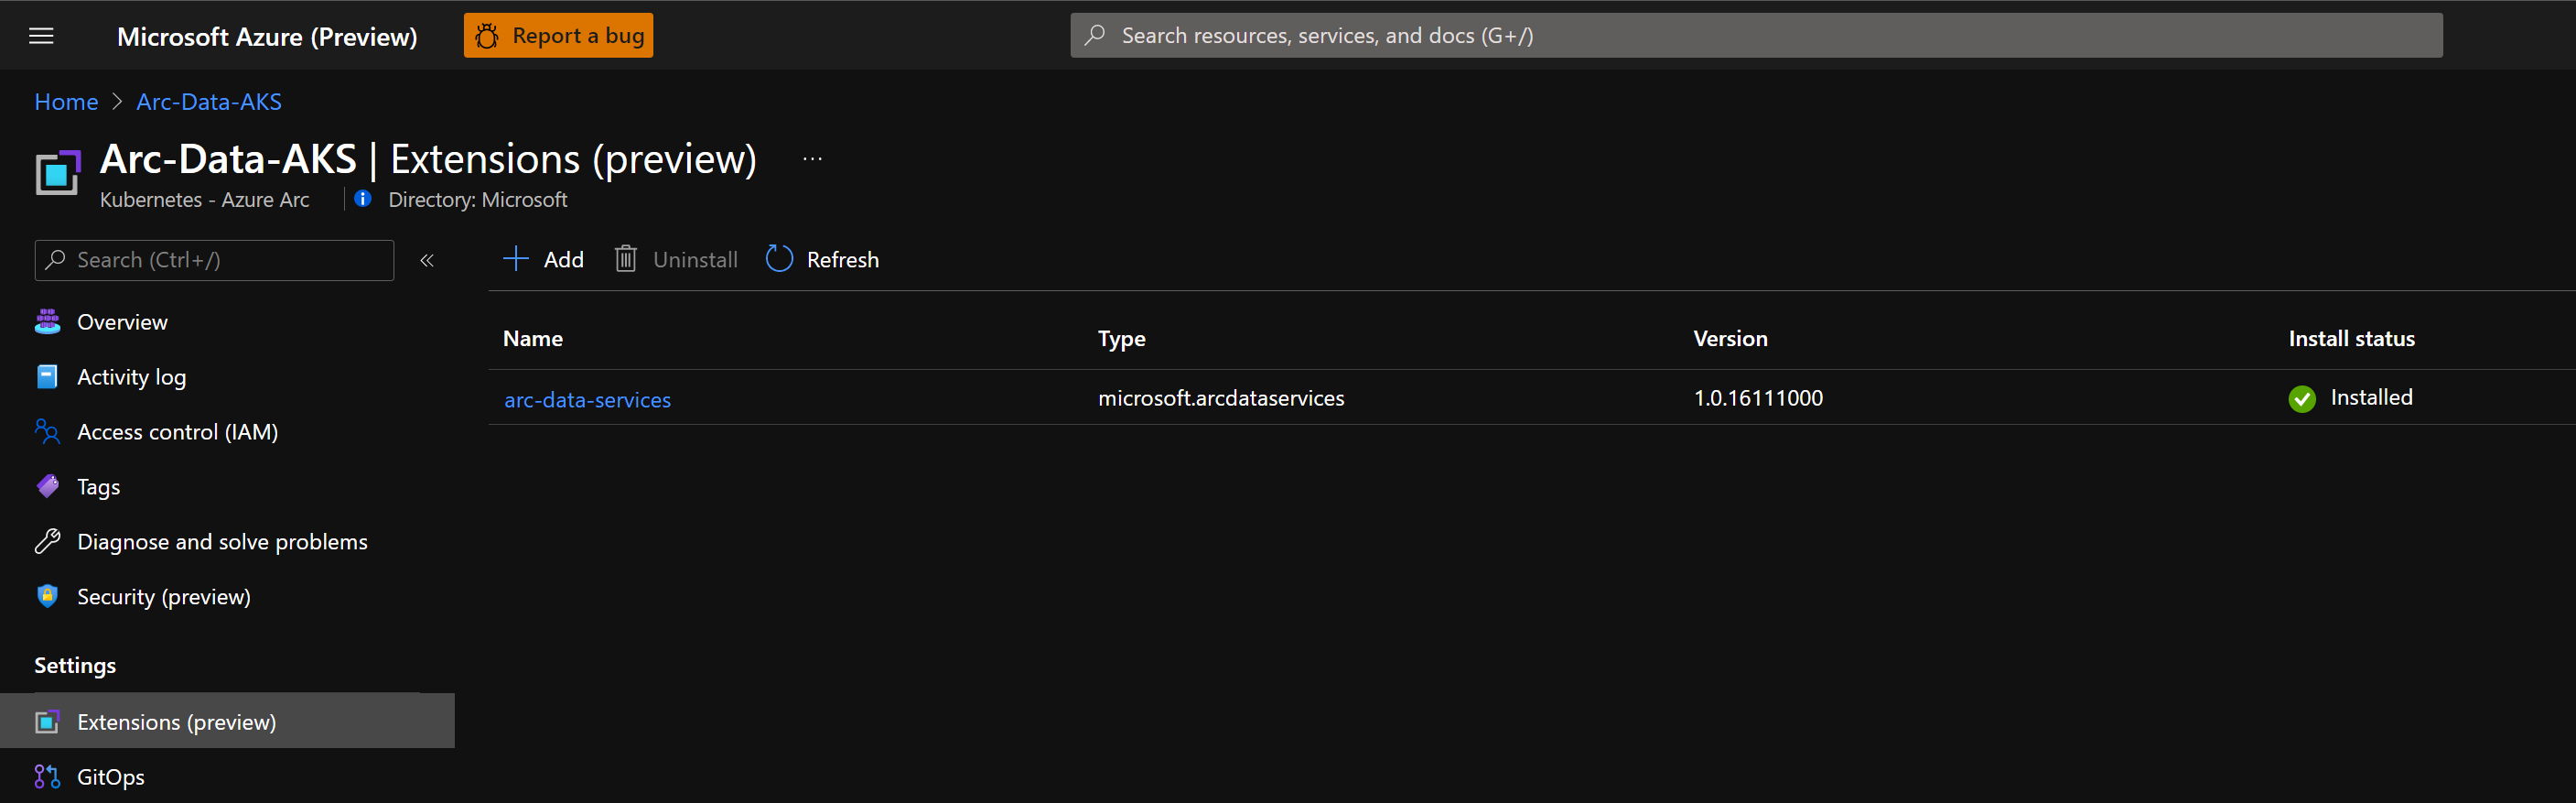 Microsoft Azure (Preview)
Report a bug
Search resources, services, and docs (G+/)
Home > Arc-Data-AKS
Arc-Data-AKS | Extensions (preview) ...
Kubernetes - Azure Arc
Directory: Microsoft
Search (Ctrl+/)
«
Add
Uninstall
Refresh
Overview
Activity log
Access control (IAM)
Tags
Diagnose and solve problems
Security (preview)
Settings
Extensions (preview)
GitOps
Name Type Version Install status
arc-data-services microsoft.arcdataservices 1.0.16111000 Installed